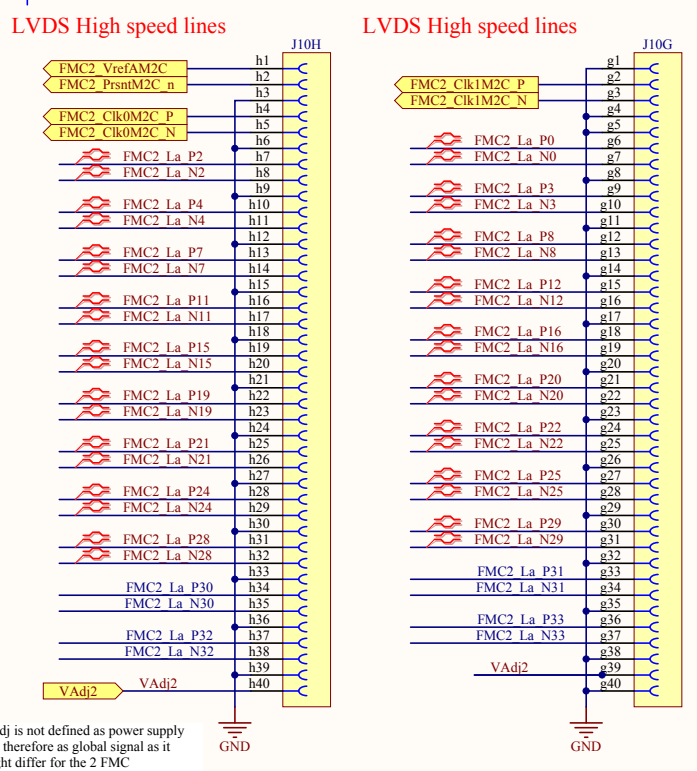 LVDS High speed lines
J10H
FMC2_VrefAM2C h1
FMC2_PrsntM2C_n h2
h3
FMC2_Clk0M2C_P h4
FMC2_Clk0M2C_N h5
h6
FMC2_La_P2 h7
FMC2_La_N2 h8
h9
FMC2_La_P4 h10
FMC2_La_N4 h11
h12
FMC2_La_P7 h13
FMC2_La_N7 h14
h15
FMC2_La_P11 h16
FMC2_La_N11 h17
h18
FMC2_La_P15 h19
FMC2_La_N15 h20
h21
FMC2_La_P19 h22
FMC2_La_N19 h23
h24
FMC2_La_P21 h25
FMC2_La_N21 h26
h27
FMC2_La_P24 h28
FMC2_La_N24 h29
h30
FMC2_La_P28 h31
FMC2_La_N28 h32
h33
FMC2_La_P30 h34
FMC2_La_N30 h35
h36
FMC2_La_P32 h37
FMC2_La_N32 h38
h39
VAdj2 VAdj2 h40
GND
dj is not defined as power supply
therefore as global signal as it
ght differ for the 2 FMC
LVDS High speed lines
J10G
g1
FMC2_Clk1M2C_P g2
FMC2_Clk1M2C_N g3
g4
g5
FMC2_La_P0 g6
FMC2_La_N0 g7
g8
FMC2_La_P3 g9
FMC2_La_N3 g10
g11
FMC2_La_P8 g12
FMC2_La_N8 g13
g14
FMC2_La_P12 g15
FMC2_La_N12 g16
g17
FMC2_La_P16 g18
FMC2_La_N16 g19
g20
FMC2_La_P20 g21
FMC2_La_N20 g22
g23
FMC2_La_P22 g24
FMC2_La_N22 g25
g26
FMC2_La_P25 g27
FMC2_La_N25 g28
g29
FMC2_La_P29 g30
FMC2_La_N29 g31
g32
FMC2_La_P31 g33
FMC2_La_N31 g34
g35
FMC2_La_P33 g36
FMC2_La_N33 g37
g38
VAdj2 g39
g40
GND